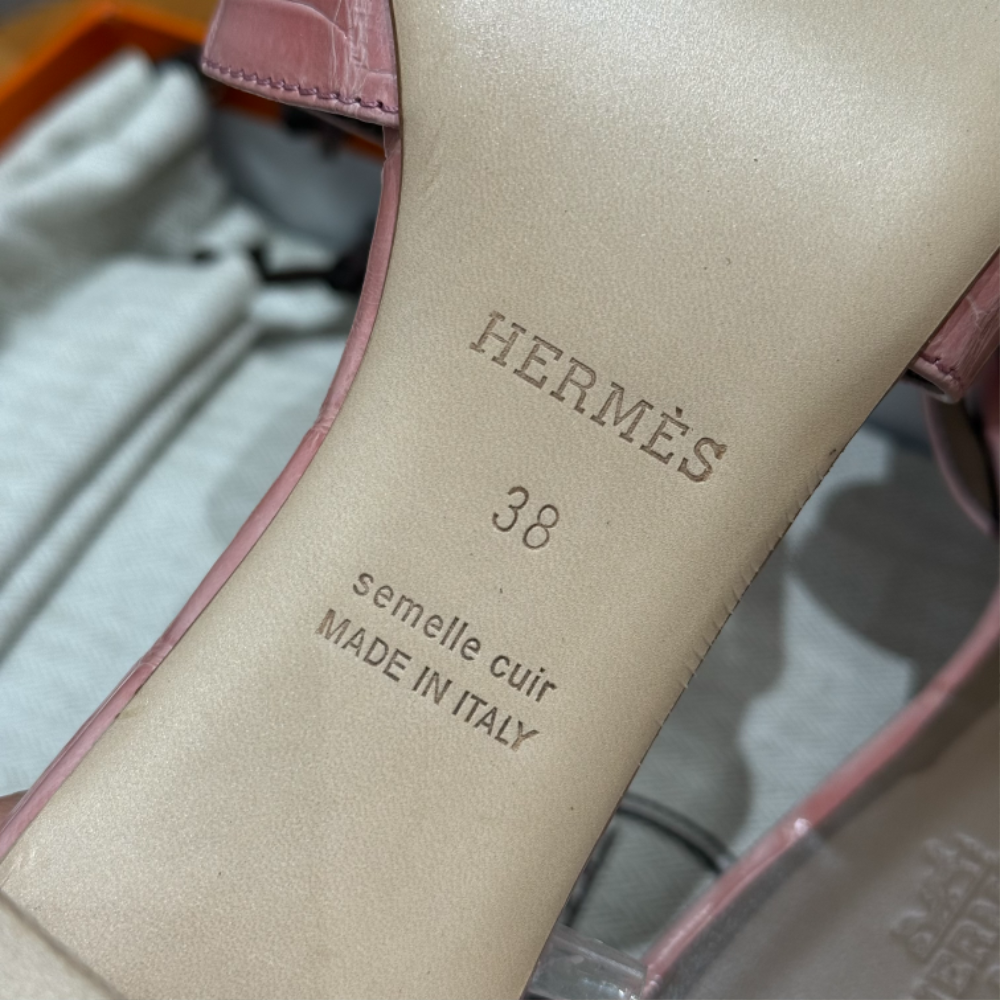 HERMÈS
38
semelle cuir
MADE IN ITALY